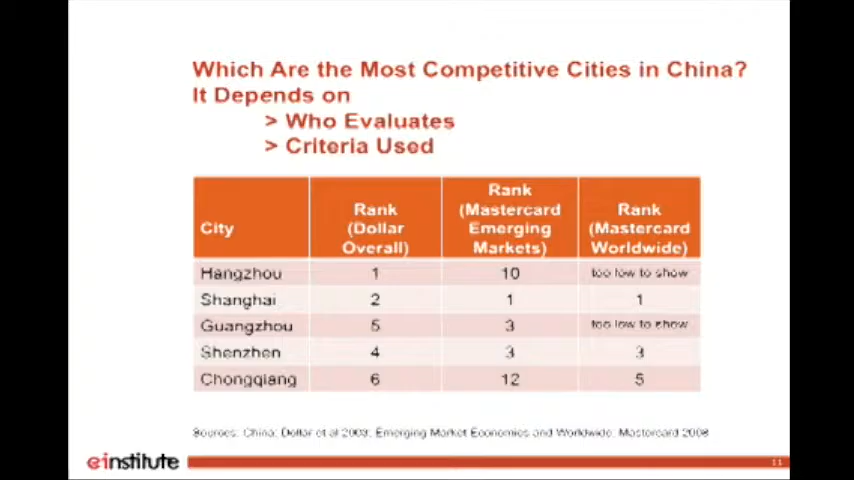 Which Are the Most Competitive Cities in China?
It Depends on
> Who Evaluates
> Criteria Used
City
Rank (Dollar Overall)
Rank (Mastercard Emerging Markets)
Rank (Mastercard Worldwide)
Hangzhou 1 10 too low to show
Shanghai 2 1 1
Guangzhou 5 3 too low to show
Shenzhen 4 3 3
Chongqiang 6 12 5
Sources: China: Dollar et al 2003; Emerging Market Economics and Worldwide: Mastercard 2008
einstitute
11